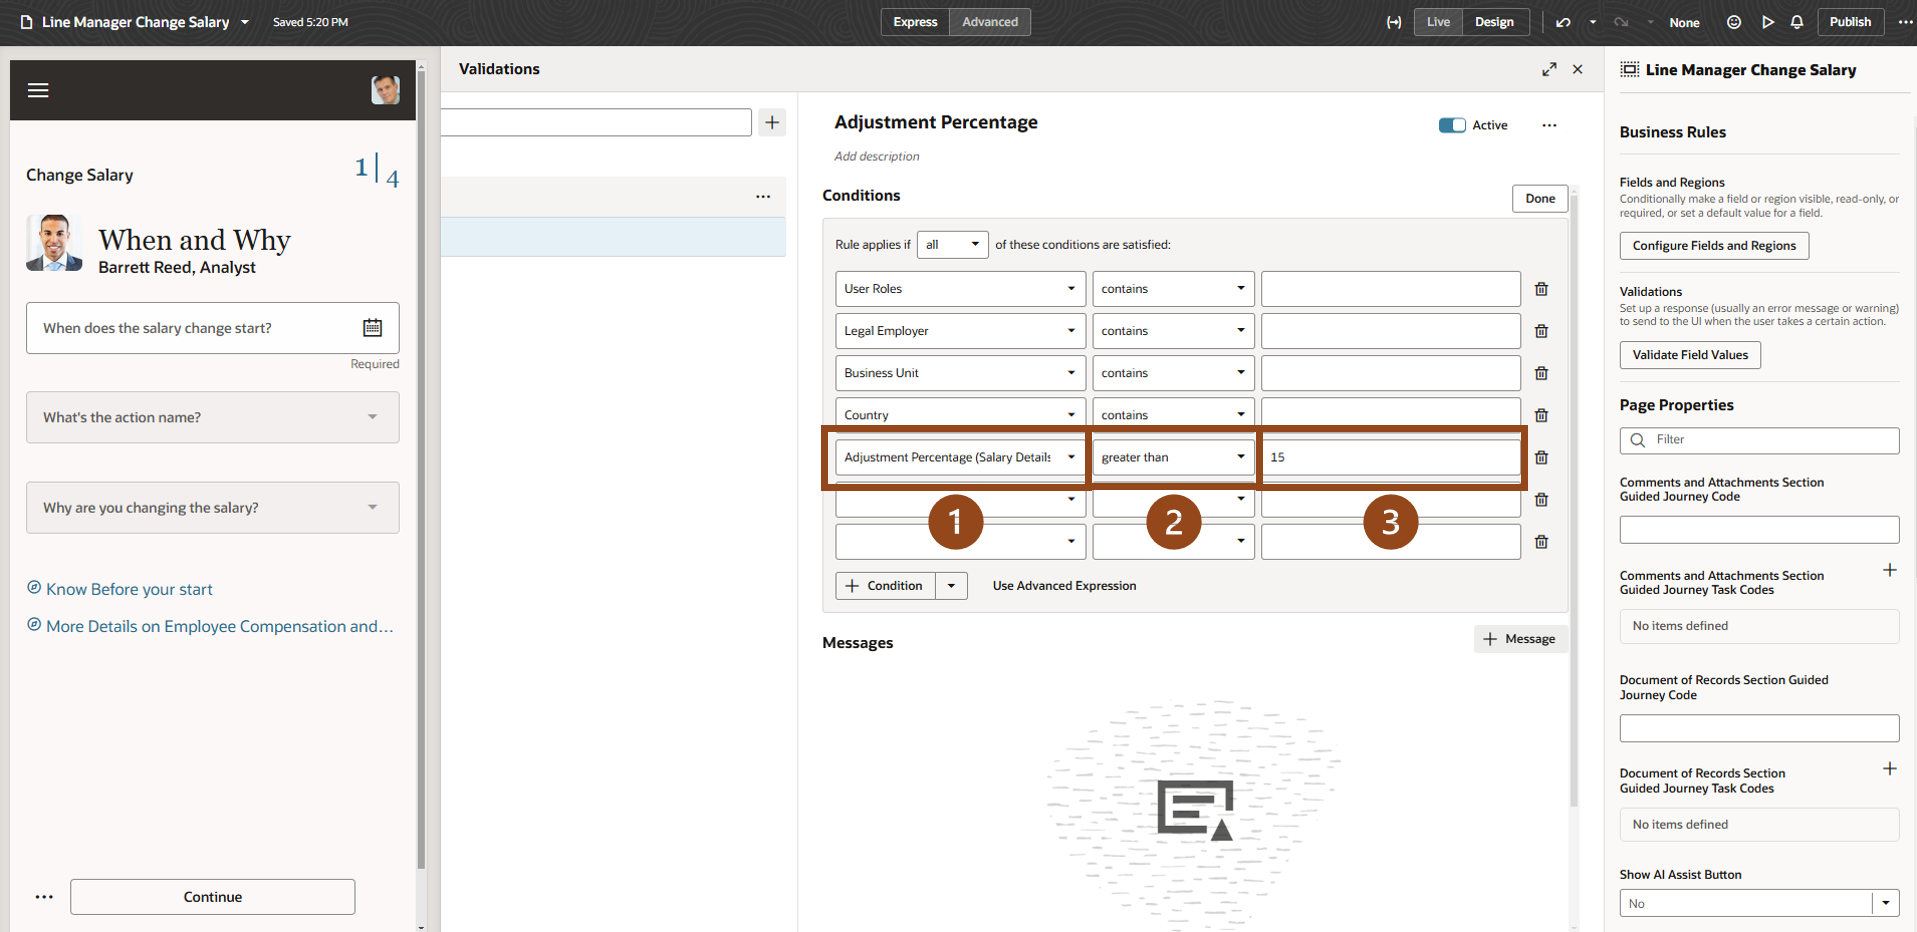 Line Manager Change Salary
Saved 5:20 PM
Express
Advanced
Live
Design
None
Publish
Change Salary
1 | 4
When and Why
Barrett Reed, Analyst
When does the salary change start?
Required
What's the action name?
Why are you changing the salary?
Know Before your start
More Details on Employee Compensation and...
Continue
Validations
Adjustment Percentage
Active
Add description
Conditions
Done
Rule applies if all of these conditions are satisfied:
User Roles contains
Legal Employer contains
Business Unit contains
Country contains
Adjustment Percentage (Salary Details greater than 15
1 2 3
Condition
Use Advanced Expression
Messages
Message
Line Manager Change Salary
Business Rules
Fields and Regions
Conditionally make a field or region visible, read-only, or
required, or set a default value for a field.
Configure Fields and Regions
Validations
Set up a response (usually an error message or warning)
to send to the UI when the user takes a certain action.
Validate Field Values
Page Properties
Filter
Comments and Attachments Section
Guided Journey Code
Comments and Attachments Section
Guided Journey Task Codes
No items defined
Document of Records Section Guided
Journey Code
Document of Records Section
Guided Journey Task Codes
No items defined
Show AI Assist Button
No